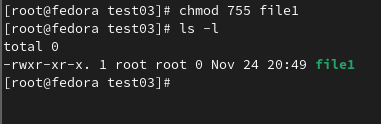 [root@fedora test03]# chmod 755 file1
[root@fedora test03]# ls -l
total 0
-rwxr-xr-x. 1 root root 0 Nov 24 20:49 file1
[root@fedora test03]#